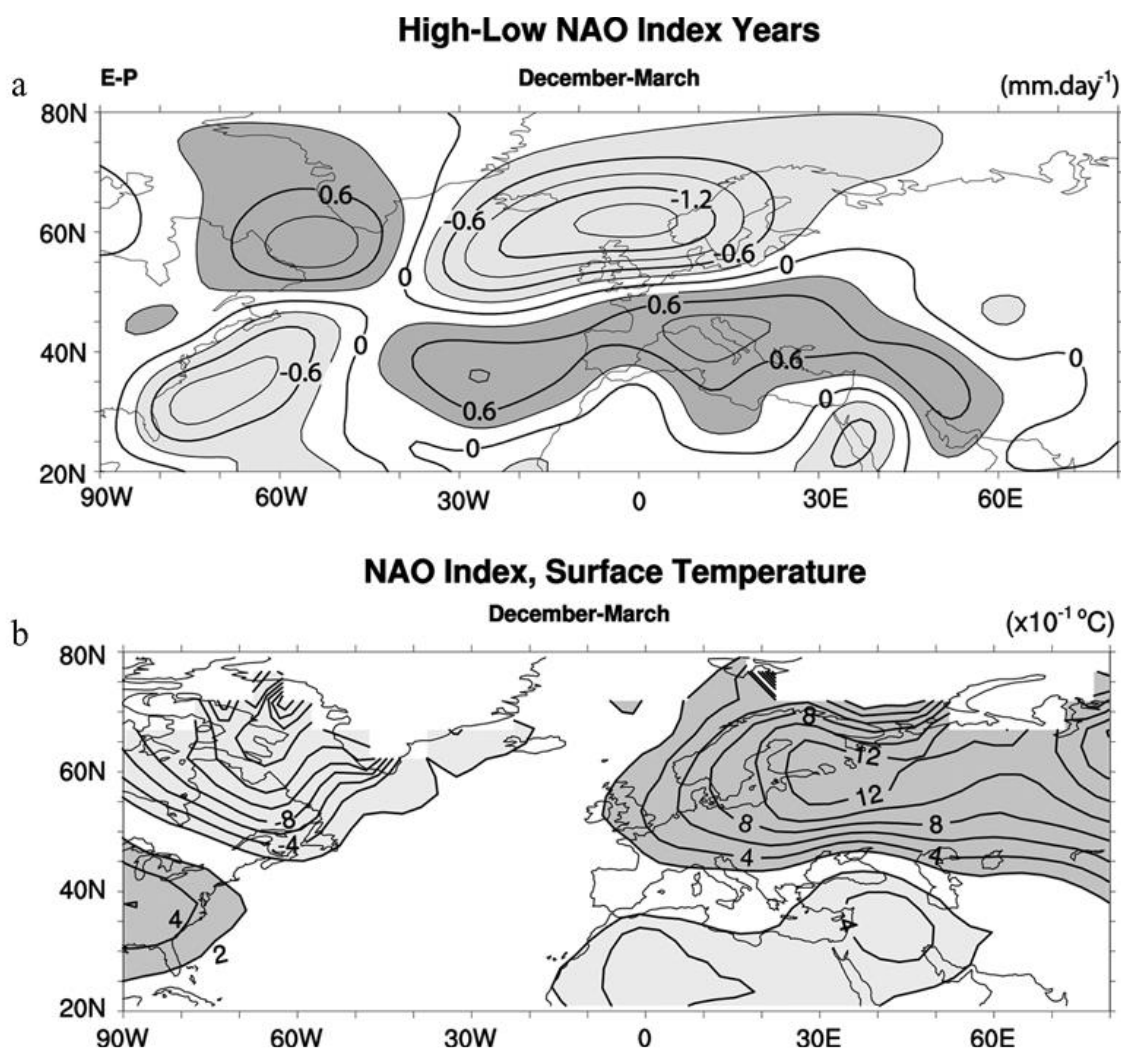 High-Low NAO Index Years
a
E-P December-March (mm.day-1)
80N
0.6
-1.2
-0.6
60N
-0.6
0
0
0.6
0
0
40N
-0.6
0.6
0.6
0
0
20N
90W 60W 30W 0 30E 60E
NAO Index, Surface Temperature
b
December-March
(x10-1 ºC)
80N
8
12
60N
12
-8
8
8
-4
4
4
40N
4
4
2
20N
90W 60W 30W 0 30E 60E